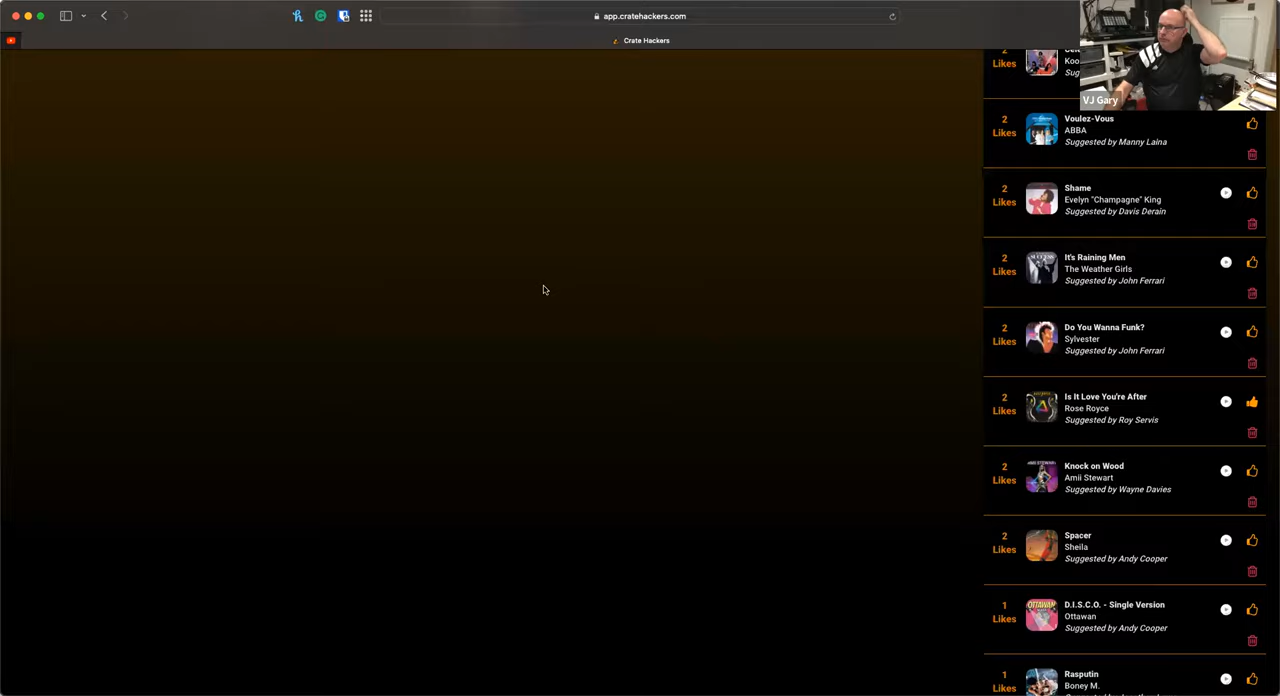 app.cratehackers.com
Crate Hackers
VJ Gary
2
Likes
Koo
Sug
2
Likes
Voulez-Vous
ABBA
Suggested by Manny Laina
2
Likes
Shame
Evelyn "Champagne" King
Suggested by Davis Derain
2
Likes
It's Raining Men
The Weather Girls
Suggested by John Ferrari
2
Likes
Do You Wanna Funk?
Sylvester
Suggested by John Ferrari
2
Likes
Is It Love You're After
Rose Royce
Suggested by Roy Servis
2
Likes
Knock on Wood
Amii Stewart
Suggested by Wayne Davies
2
Likes
Spacer
Sheila
Suggested by Andy Cooper
1
Likes
OTTAWAN
D.I.S.C.O. - Single Version
Ottawan
Suggested by Andy Cooper
1
Likes
Rasputin
Boney M.